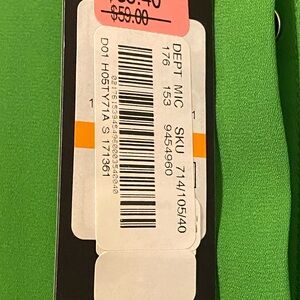 $59.00
DEPT MIC SKU 714/105/40
176 153 9454960
D01 H05TY71A S 171361